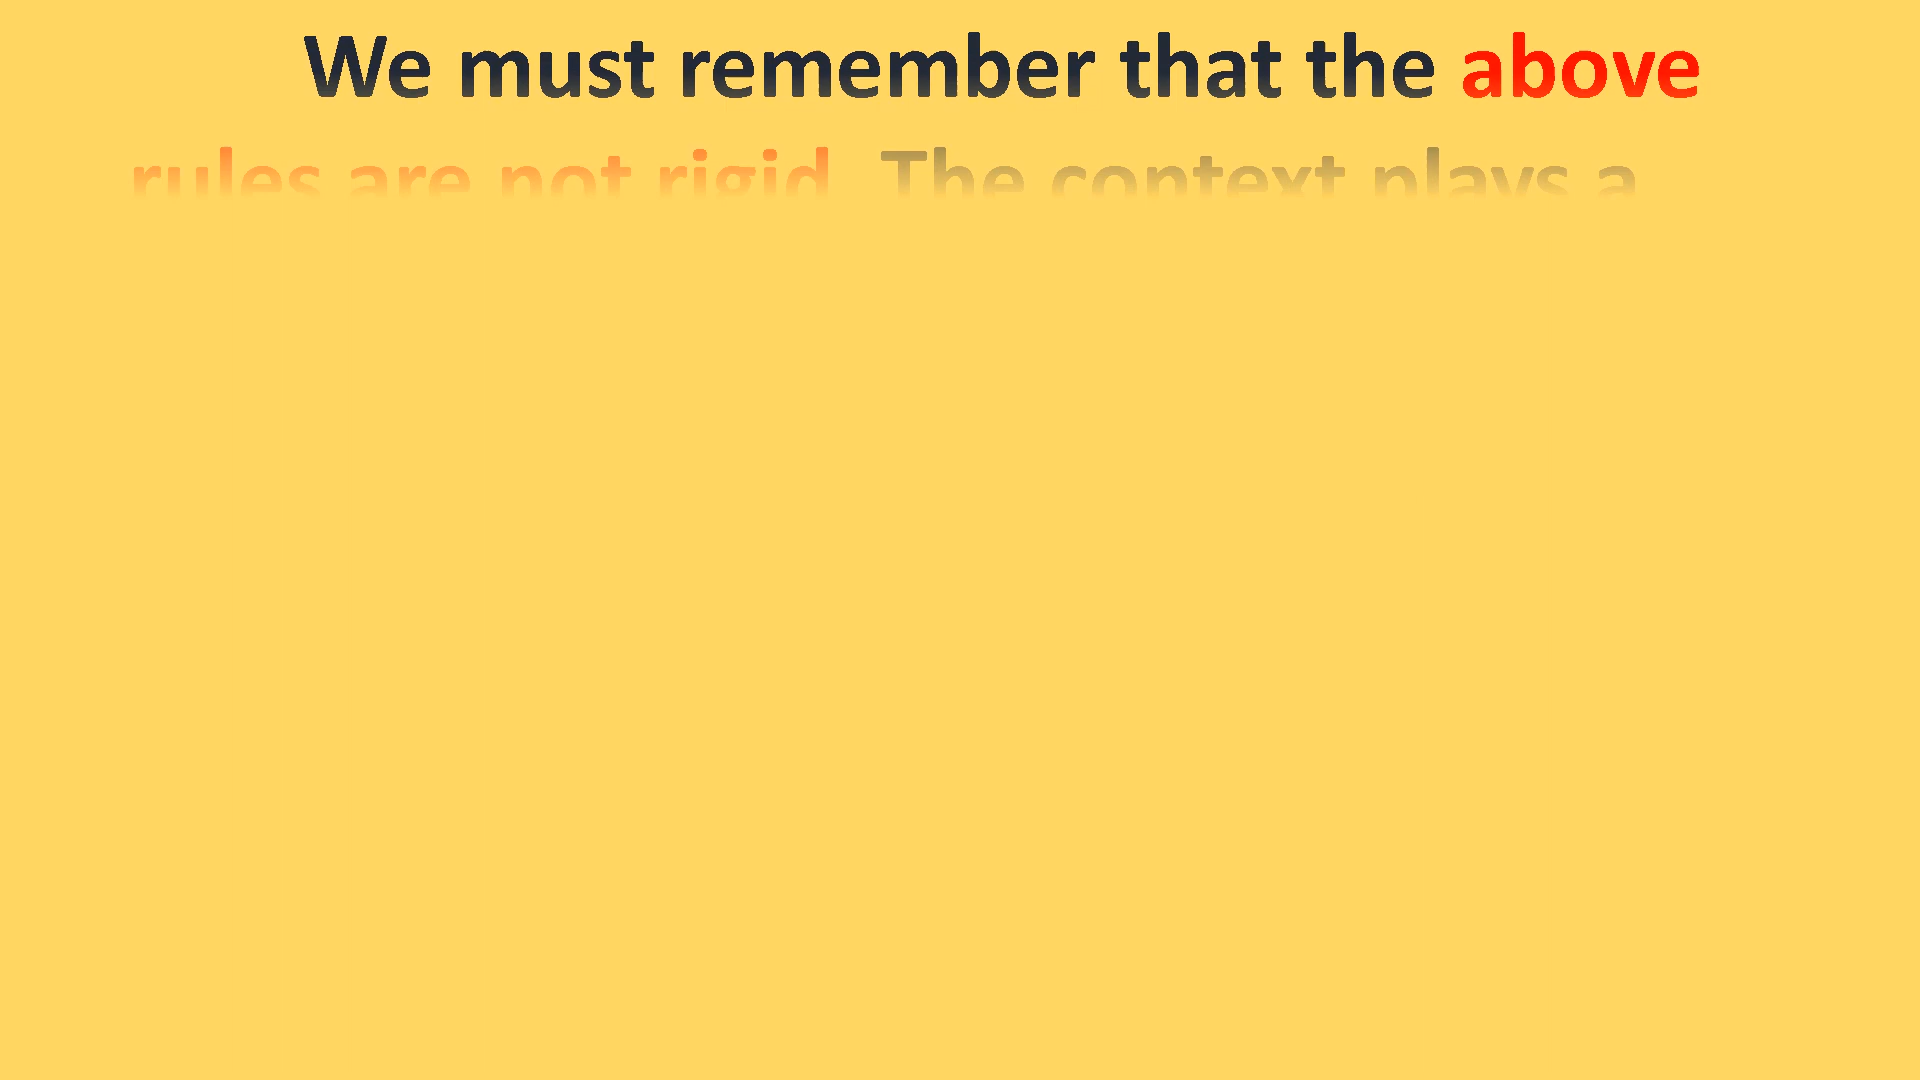 We must remember that the above
rules are not rigid. The context plays a